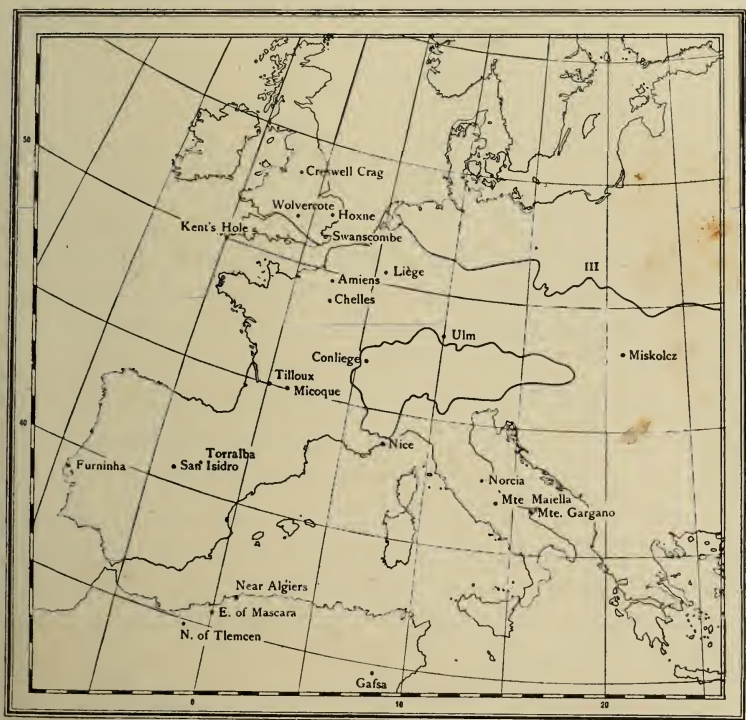 50
Creswell Crag
Wolvercote
Hoxne
Kent's Hole
Swanscombe
III
Liège
Amiens
Chelles
Ulm
Conliege
Miskolcz
Tilloux
Micoque
40
Nice
Torralba
San Isidro
Furninha
Norcia
Mte Maiella
Mte. Gargano
Near Algiers
E. of Mascara
N. of Tlemcen
Gafsa
0
10
20